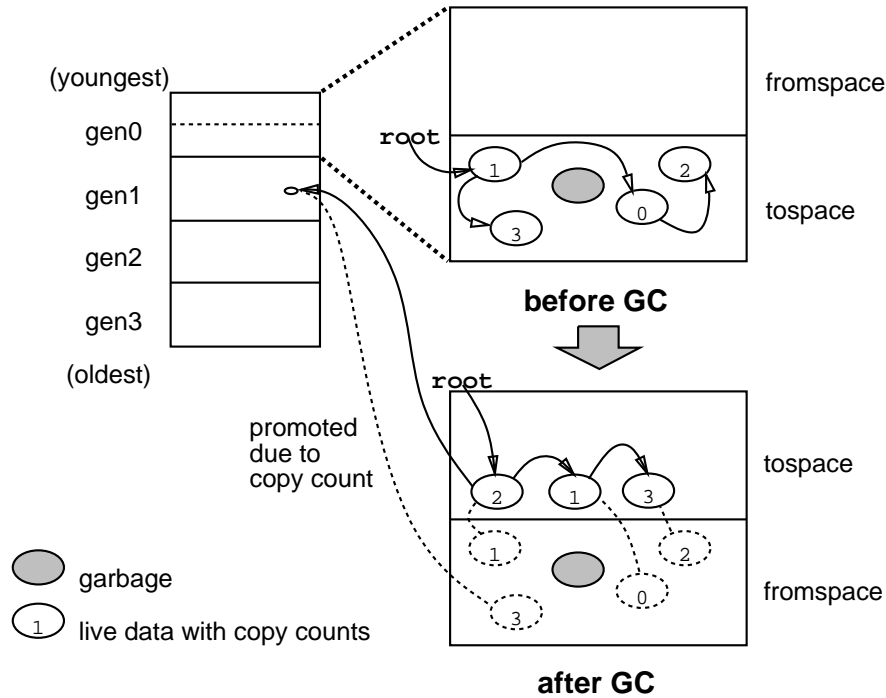 (youngest)
gen0
gen1
gen2
gen3
(oldest)
fromspace
root
1
2
0
3
tospace
before GC
root
promoted
due to
copy count
tospace
2
1
3
1
2
0
3
fromspace
garbage
1
live data with copy counts
after GC